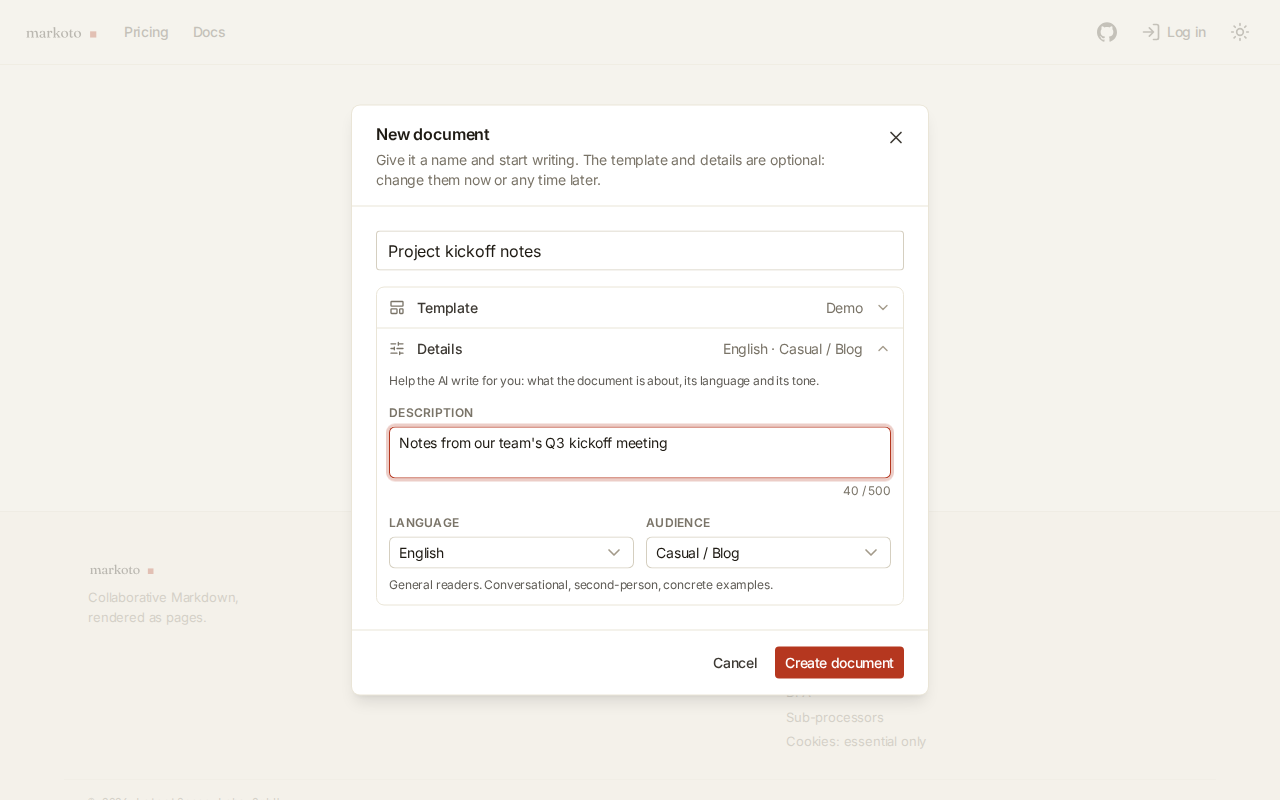 markoto
Pricing
Docs
Log in
New document
Give it a name and start writing. The template and details are optional:
change them now or any time later.
Project kickoff notes
Template
Demo
Details
English · Casual / Blog
Help the AI write for you: what the document is about, its language and its tone.
DESCRIPTION
Notes from our team's Q3 kickoff meeting
40 / 500
LANGUAGE
AUDIENCE
English
Casual / Blog
General readers. Conversational, second-person, concrete examples.
Cancel
Create document
markoto
Collaborative Markdown,
rendered as pages.
Sub-processors
Cookies: essential only